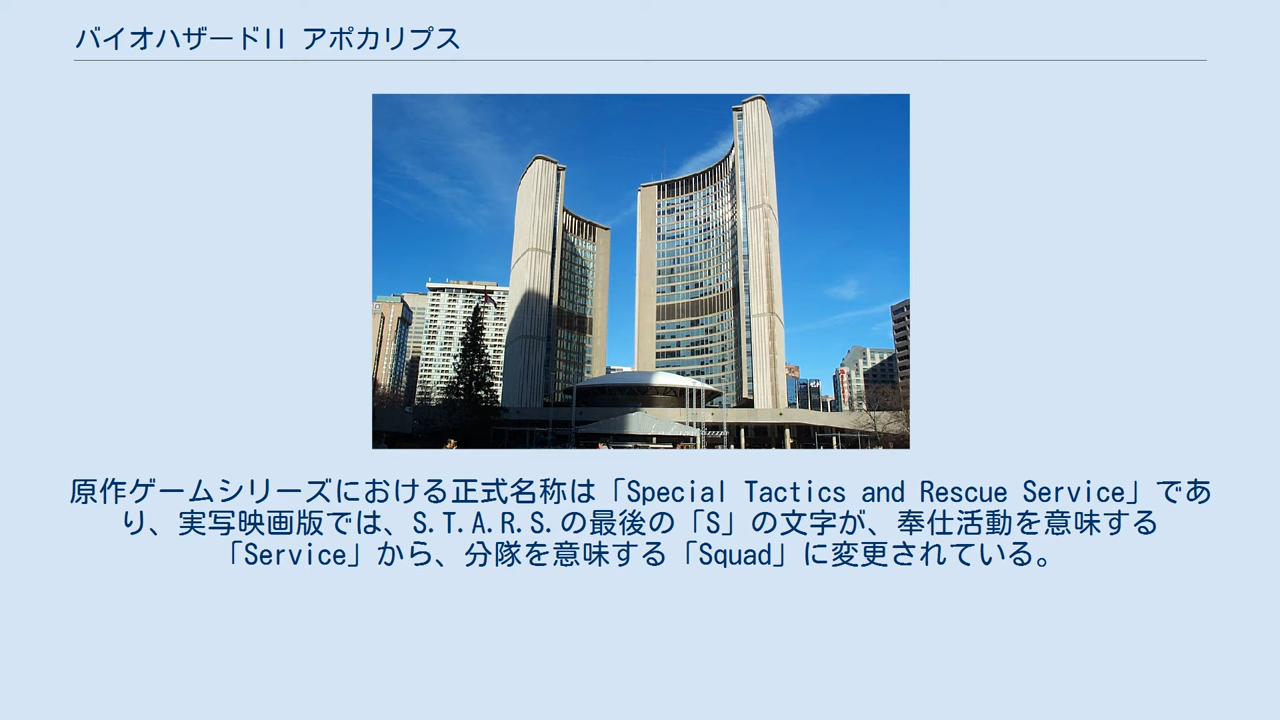 バイオハザードII アポカリプス
原作ゲームシリーズにおける正式名称は「Special Tactics and Rescue Service」であ
り、実写映画版では、S.T.A.R.S.の最後の「S」の文字が、奉仕活動を意味する
「Service」から、分隊を意味する「Squad」に変更されている。